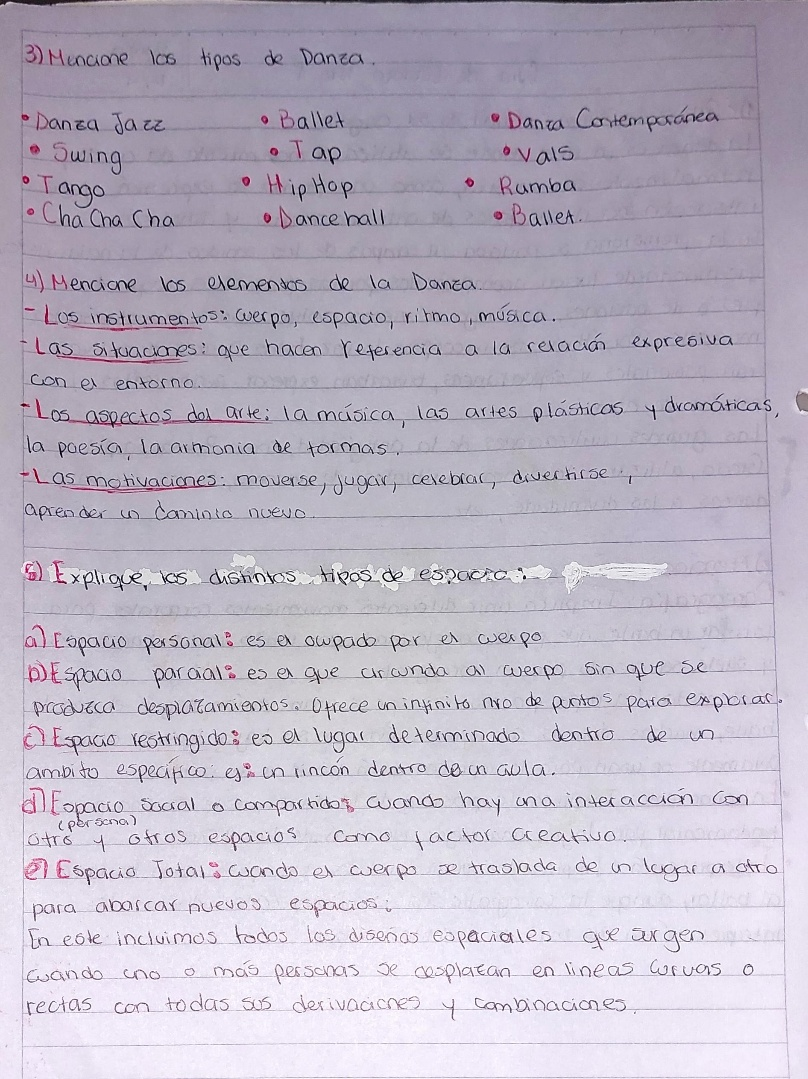 3) Mencione los tipos de Danza.
• Danza Jazz • Ballet • Danza Contemporánea
• Swing • Tap • Vals
• Tango • Hip Hop • Rumba
• Cha Cha Cha • Dance hall • Ballet.
4) Mencione los elementos de la Danza.
- Los instrumentos: cuerpo, espacio, ritmo, música.
- Las situaciones: que hacen referencia a la relación expresiva
con el entorno.
- Los aspectos del arte: la música, las artes plásticas y dramáticas,
la poesía, la armonia de formas.
- Las motivaciones: moverse, jugar, celebrar, divertirse,
aprender un camino nuevo.
5) Explique, los distintos tipos de espacio:
a) Espacio personal: es el ocupado por el cuerpo
b) Espacio parcial: es el que circunda al cuerpo sin que se
produzca desplazamientos. Ofrece un infinito nro de puntos para explorar.
c) Espacio restringido: es el lugar determinado dentro de un
ambito específico: ej: un rincón dentro de un aula.
d) Espacio social o compartido: cuando hay una interacción con
(persona)
otro y otros espacios como factor creativo.
e) Espacio Total: cuando el cuerpo se traslada de un lugar a otro
para abarcar nuevos espacios:
En este incluimos todos los diseños espaciales que surgen
cuando uno o más personas se desplazan en lineas curvas o
rectas con todas sus derivaciones y combinaciones.